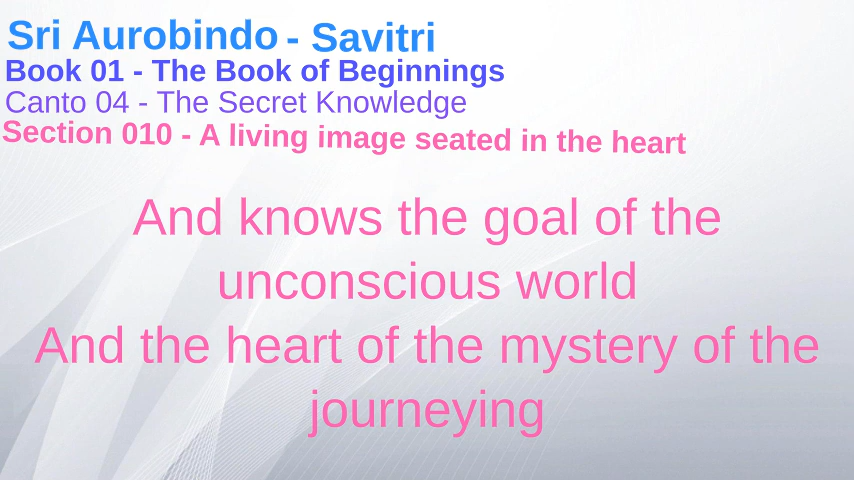 Sri Aurobindo - Savitri
Book 01 - The Book of Beginnings
Canto 04 - The Secret Knowledge
Section 010 - A living image seated in the heart
And knows the goal of the
unconscious world
And the heart of the mystery of the
journeying